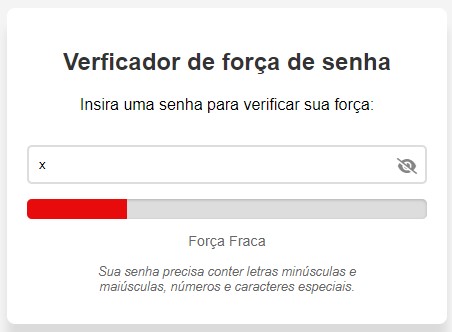 Verficador de força de senha
Insira uma senha para verificar sua força:
x
Força Fraca
Sua senha precisa conter letras minúsculas e
maiúsculas, números e caracteres especiais.